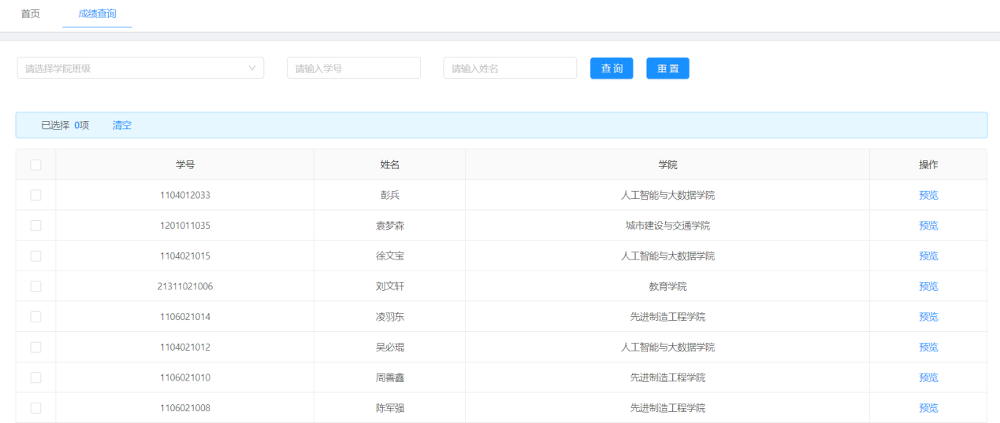 首页 成绩查询
请选择学院班级 请输入学号 请输入姓名 查询 重置
已选择 0项 清空
学号 姓名 学院 操作
1104012033 彭兵 人工智能与大数据学院 预览
1201011035 袁梦森 城市建设与交通学院 预览
1104021015 徐文宝 人工智能与大数据学院 预览
21311021006 刘文轩 教育学院 预览
1106021014 凌羽东 先进制造工程学院 预览
1104021012 吴必琨 人工智能与大数据学院 预览
1106021010 周善鑫 先进制造工程学院 预览
1106021008 陈军强 先进制造工程学院 预览